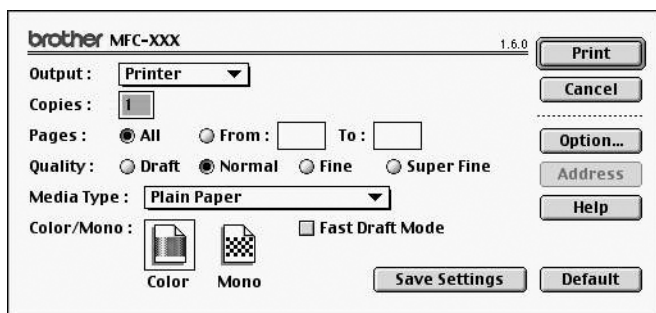 brother MFC-XXX 1.6.0 Print
Output : Printer Cancel
Copies : 1
Pages : All From : To : Option...
Quality : Draft Normal Fine Super Fine Address
Media Type : Plain Paper Help
Color/Mono : Fast Draft Mode
Color Mono Save Settings Default